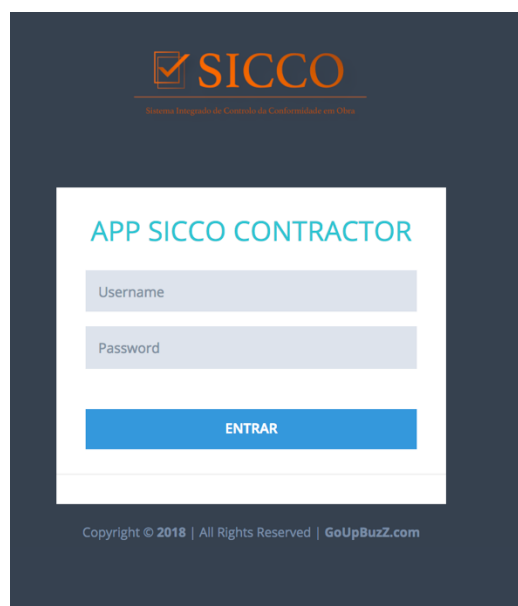 SICCO
Sistema Integrado de Controlo da Conformidade em Obra
APP SICCO CONTRACTOR
Username
Password
ENTRAR
Copyright © 2018 | All Rights Reserved | GoUpBuzZ.com